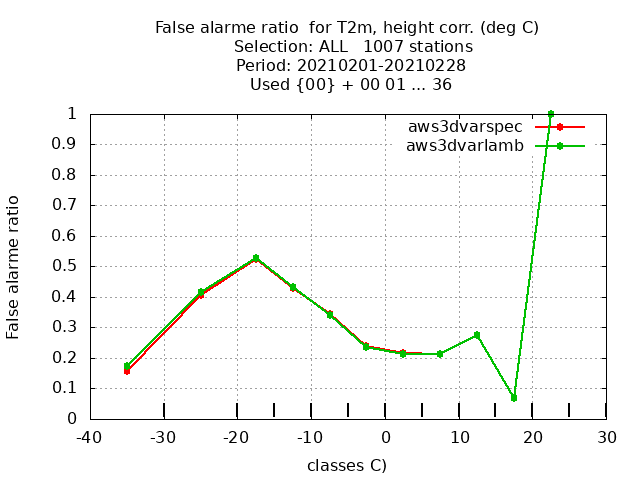 False alarme ratio  for T2m, height corr. (deg C)
Selection: ALL   1007 stations
Period: 20210201-20210228
Used {00} + 00 01 ... 36
aws3dvarspec
aws3dvarlamb
False alarme ratio
1
0.9
0.8
0.7
0.6
0.5
0.4
0.3
0.2
0.1
0
-40 -30 -20 -10 0 10 20 30
classes C)